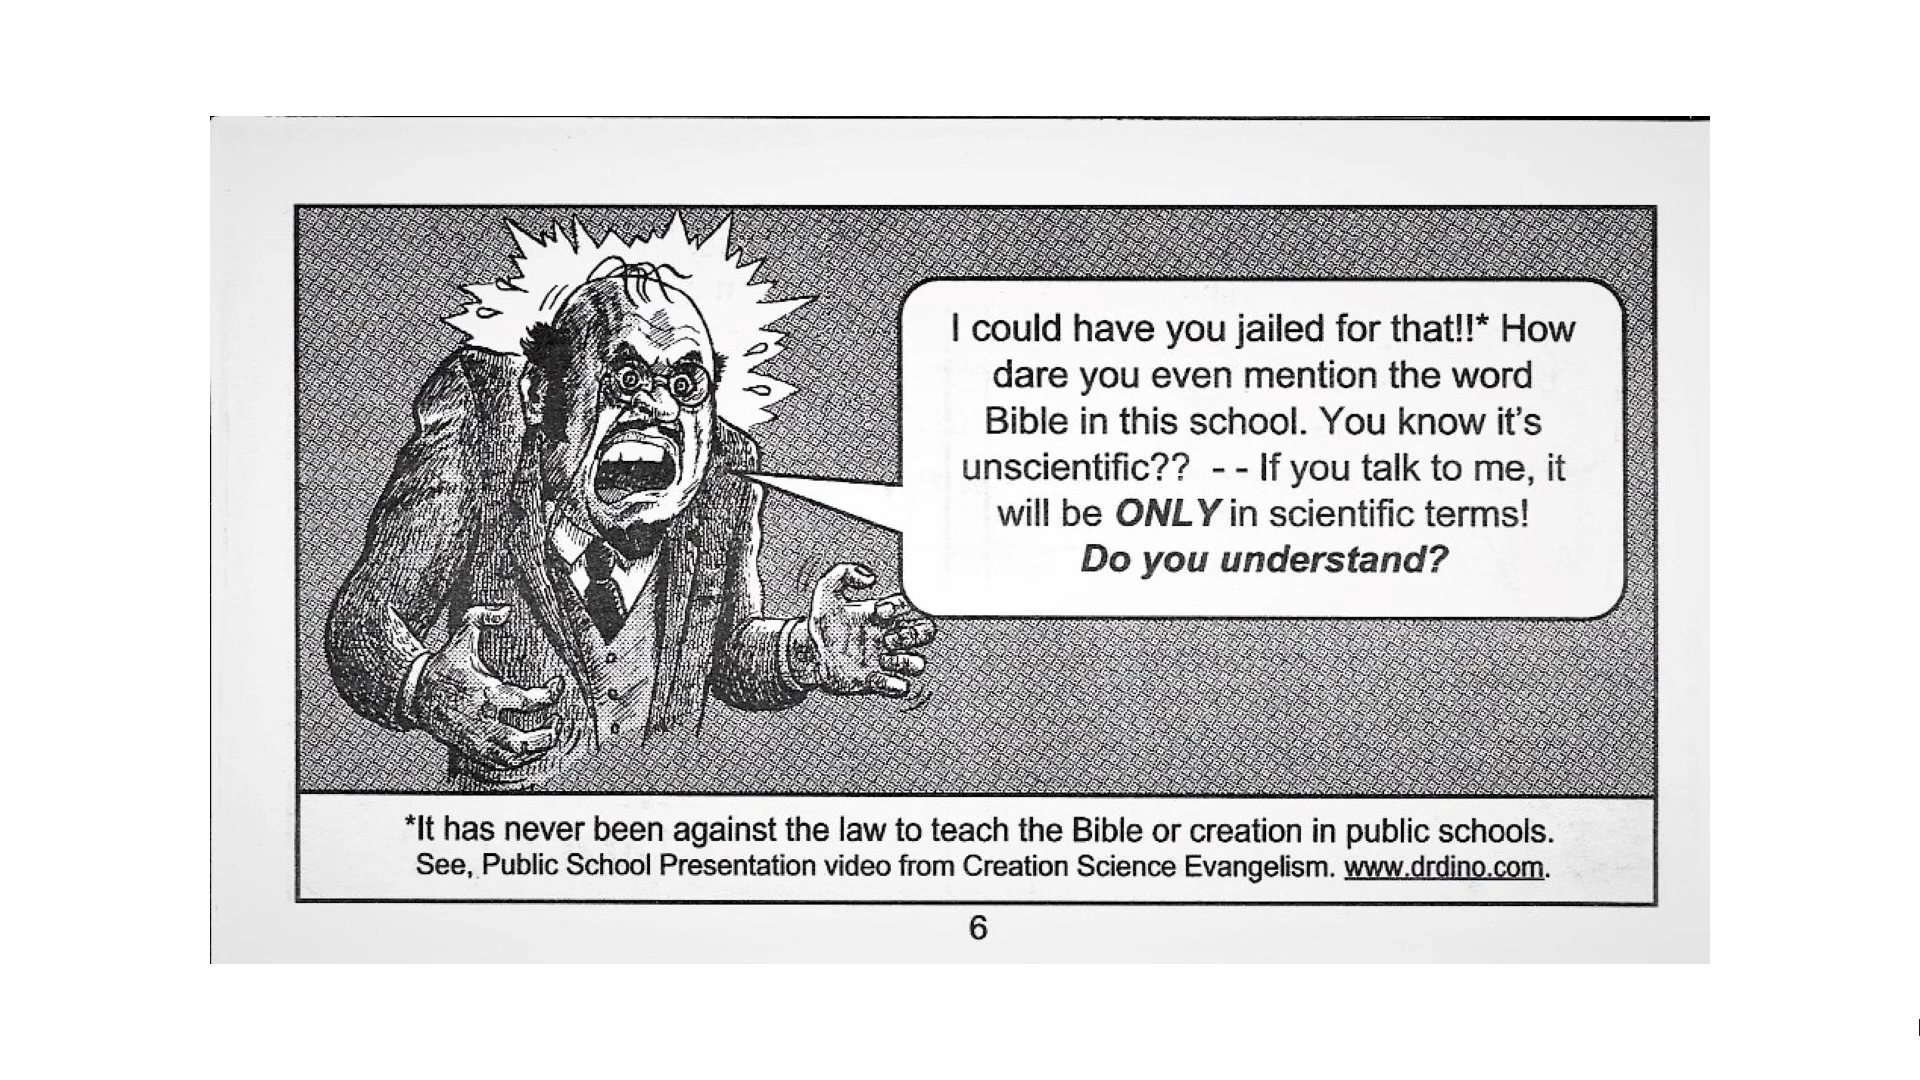 I could have you jailed for that!!* How
dare you even mention the word
Bible in this school. You know it's
unscientific?? - - If you talk to me, it
will be ONLY in scientific terms!
Do you understand?
*It has never been against the law to teach the Bible or creation in public schools.
See, Public School Presentation video from Creation Science Evangelism. www.drdino.com.
6